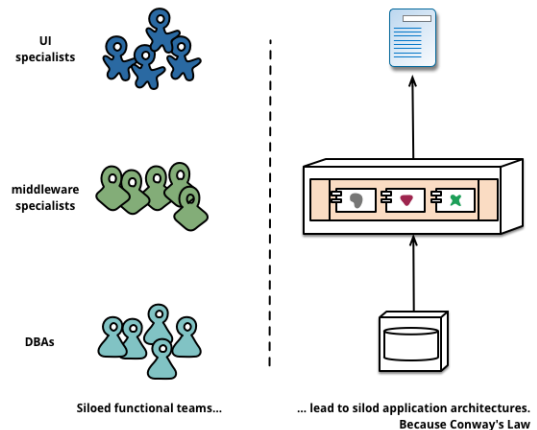 UI
specialists
middleware
specialists
DBAs
Siloed functional teams...
... lead to silod application architectures.
Because Conway's Law